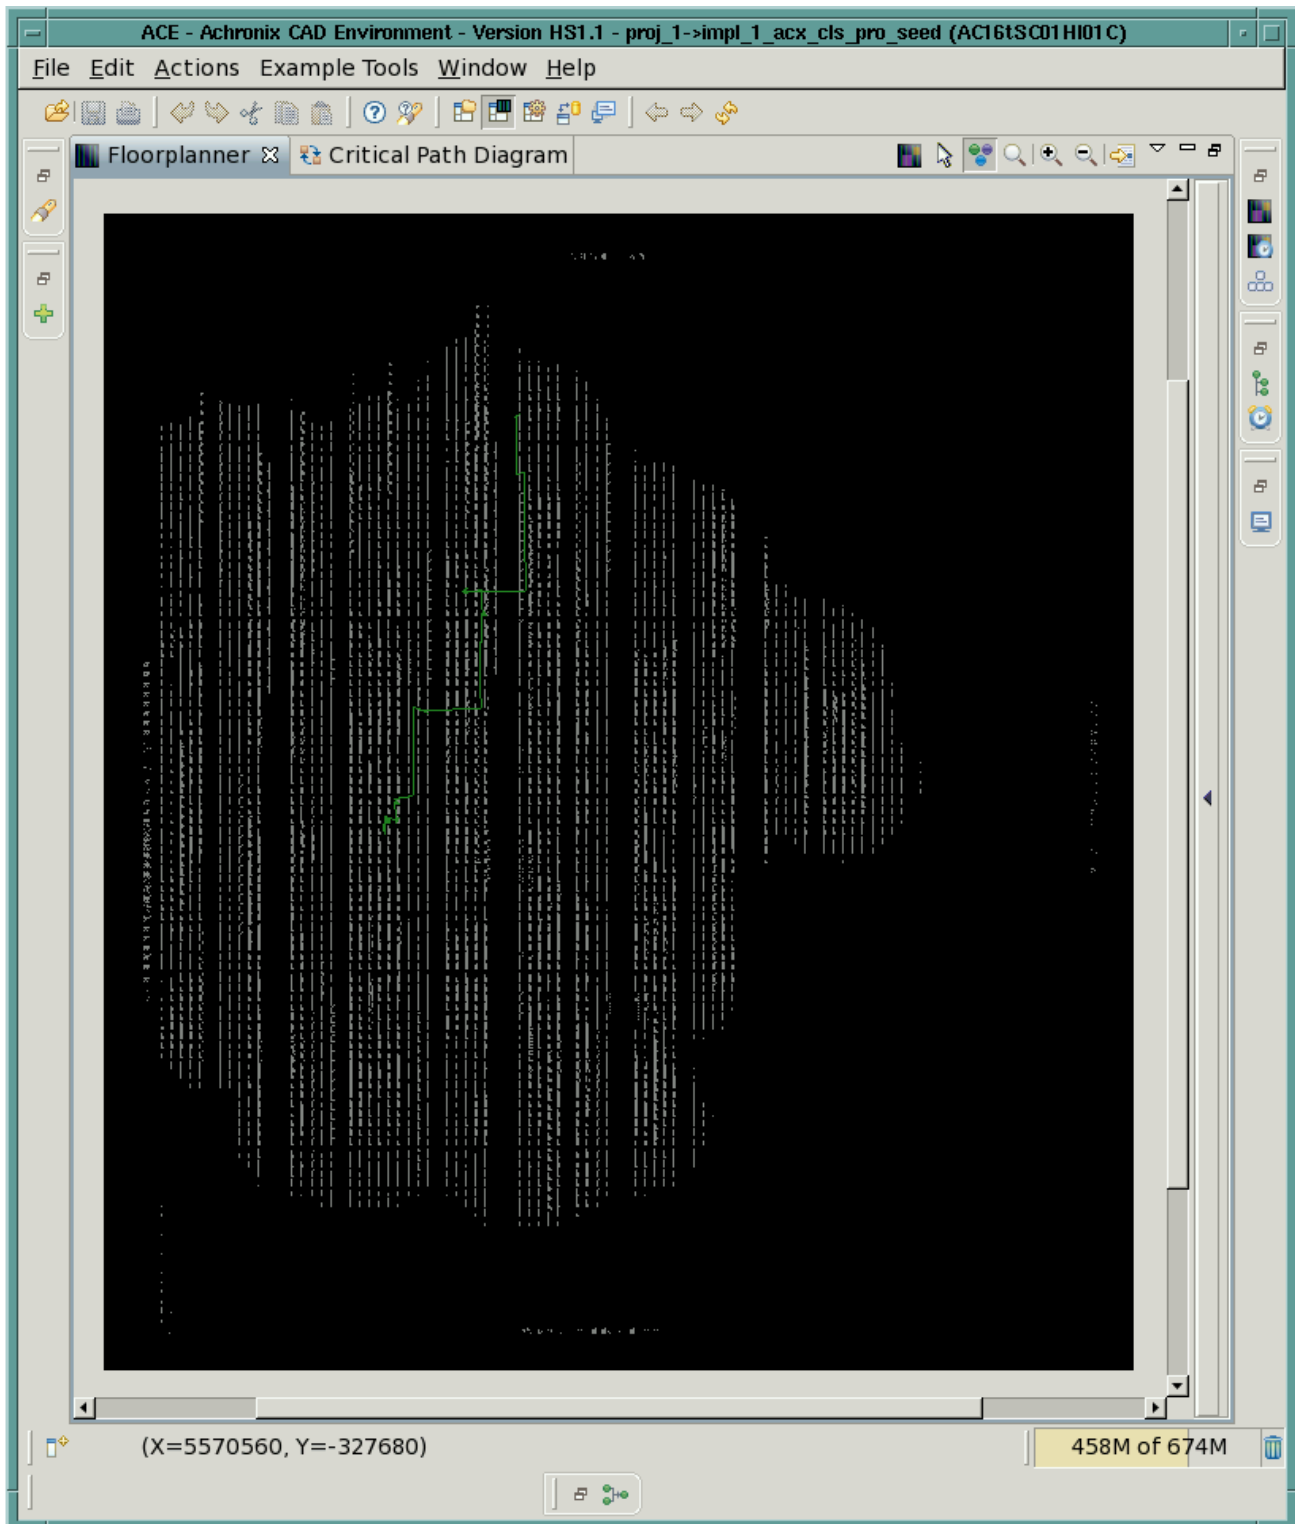 ACE - Achronix CAD Environment - Version HS1.1 - proj_1->impl_1_acx_cls_pro_seed (AC16tSC01HI01C)
File Edit Actions Example Tools Window Help
Floorplanner Critical Path Diagram
(X=5570560, Y=-327680) 458M of 674M